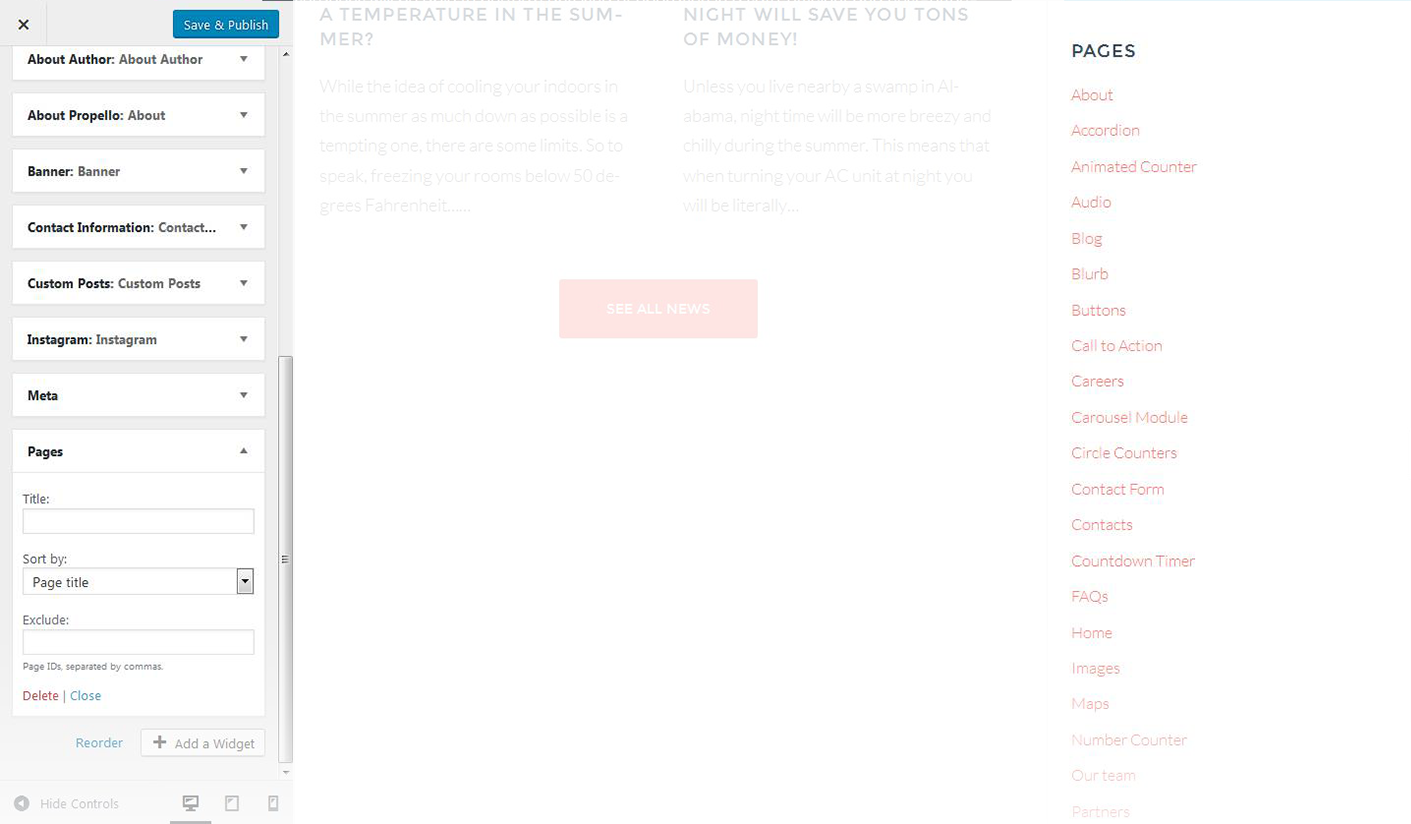 Save & Publish
About Author: About Author
About Propello: About
Banner: Banner
Contact Information: Contact...
Custom Posts: Custom Posts
Instagram: Instagram
Meta
Pages
Title:
Sort by:
Page title
Exclude:
Page IDs, separated by commas.
Delete | Close
Reorder
Add a Widget
Hide Controls
A TEMPERATURE IN THE SUM-
MER?
While the idea of cooling your indoors in
the summer as much down as possible is a
tempting one, there are some limits. So to
speak, freezing your rooms below 50 de-
grees Fahrenheit......
NIGHT WILL SAVE YOU TONS
OF MONEY!
Unless you live nearby a swamp in Al-
abama, night time will be more breezy and
chilly during the summer. This means that
when turning your AC unit at night you
will be literally...
SEE ALL NEWS
PAGES
About
Accordion
Animated Counter
Audio
Blog
Blurb
Buttons
Call to Action
Careers
Carousel Module
Circle Counters
Contact Form
Contacts
Countdown Timer
FAQs
Home
Images
Maps
Number Counter
Our team
Partners